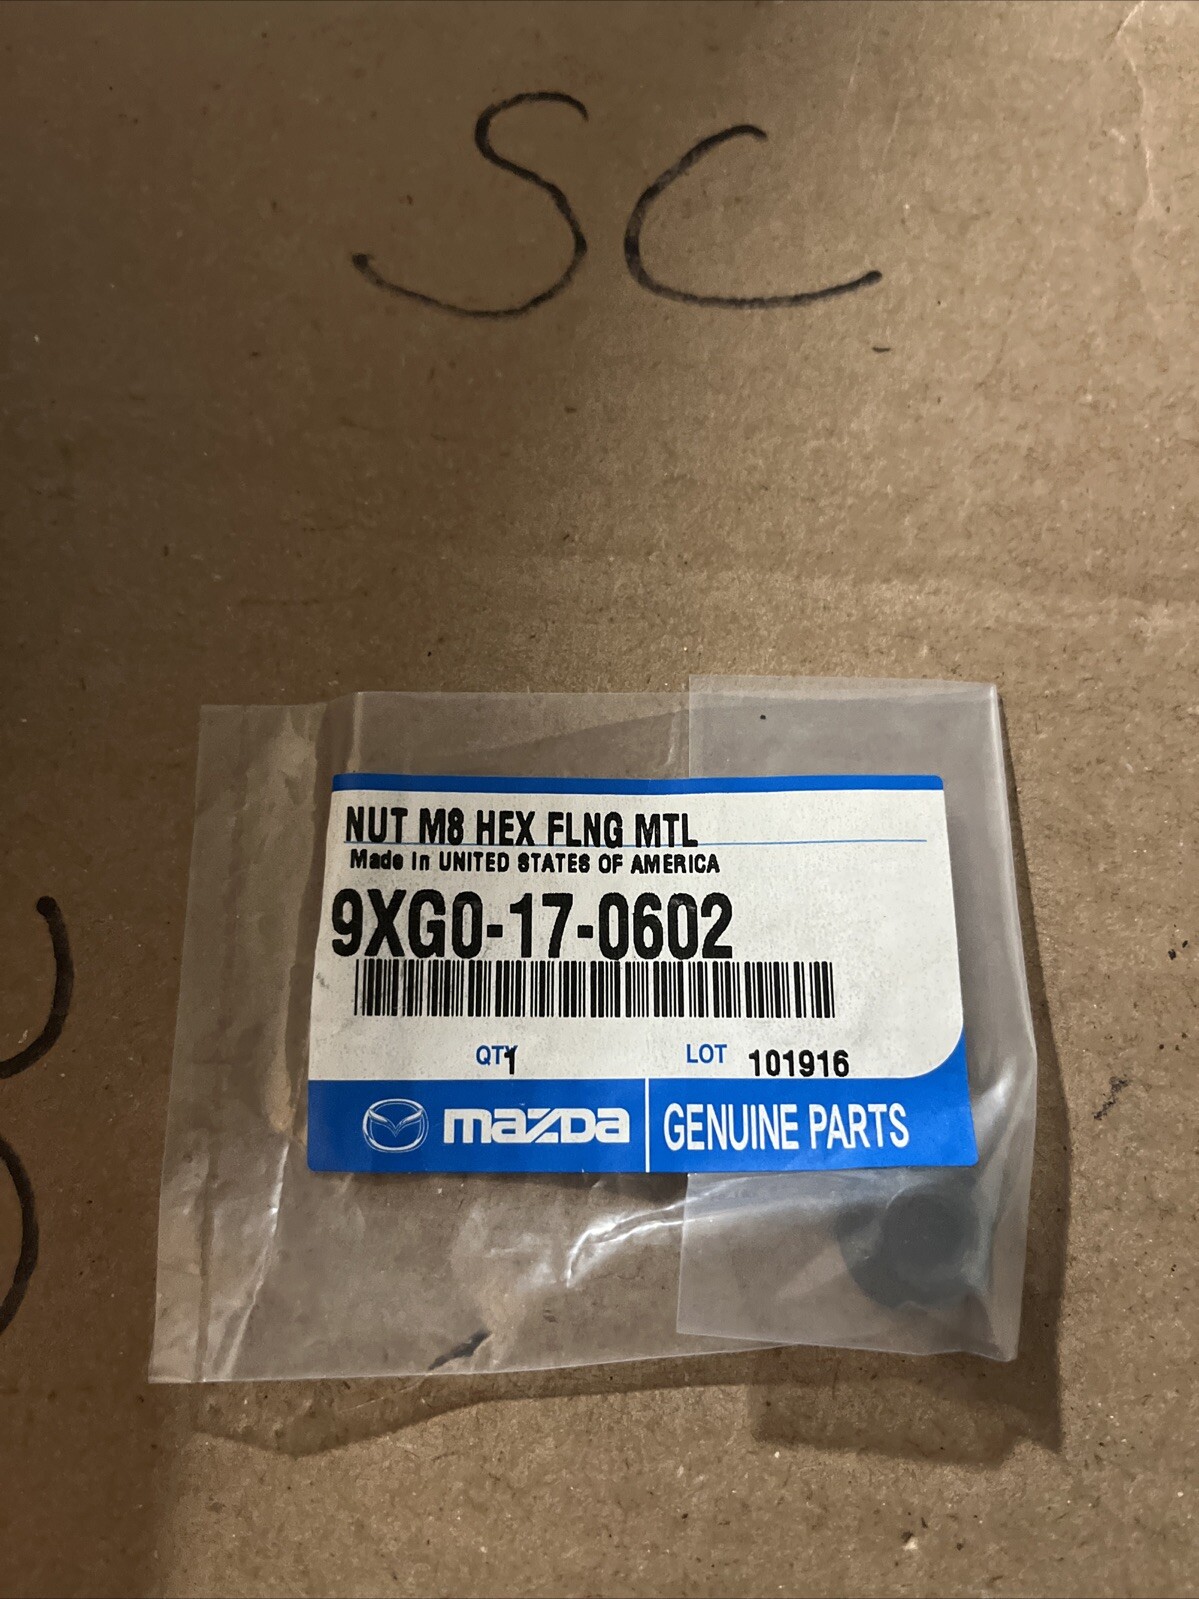 SC
NUT M8 HEX FLNG MTL
Made in UNITED STATES OF AMERICA
9XG0-17-0602
QTY 1 LOT 101916
mazda GENUINE PARTS